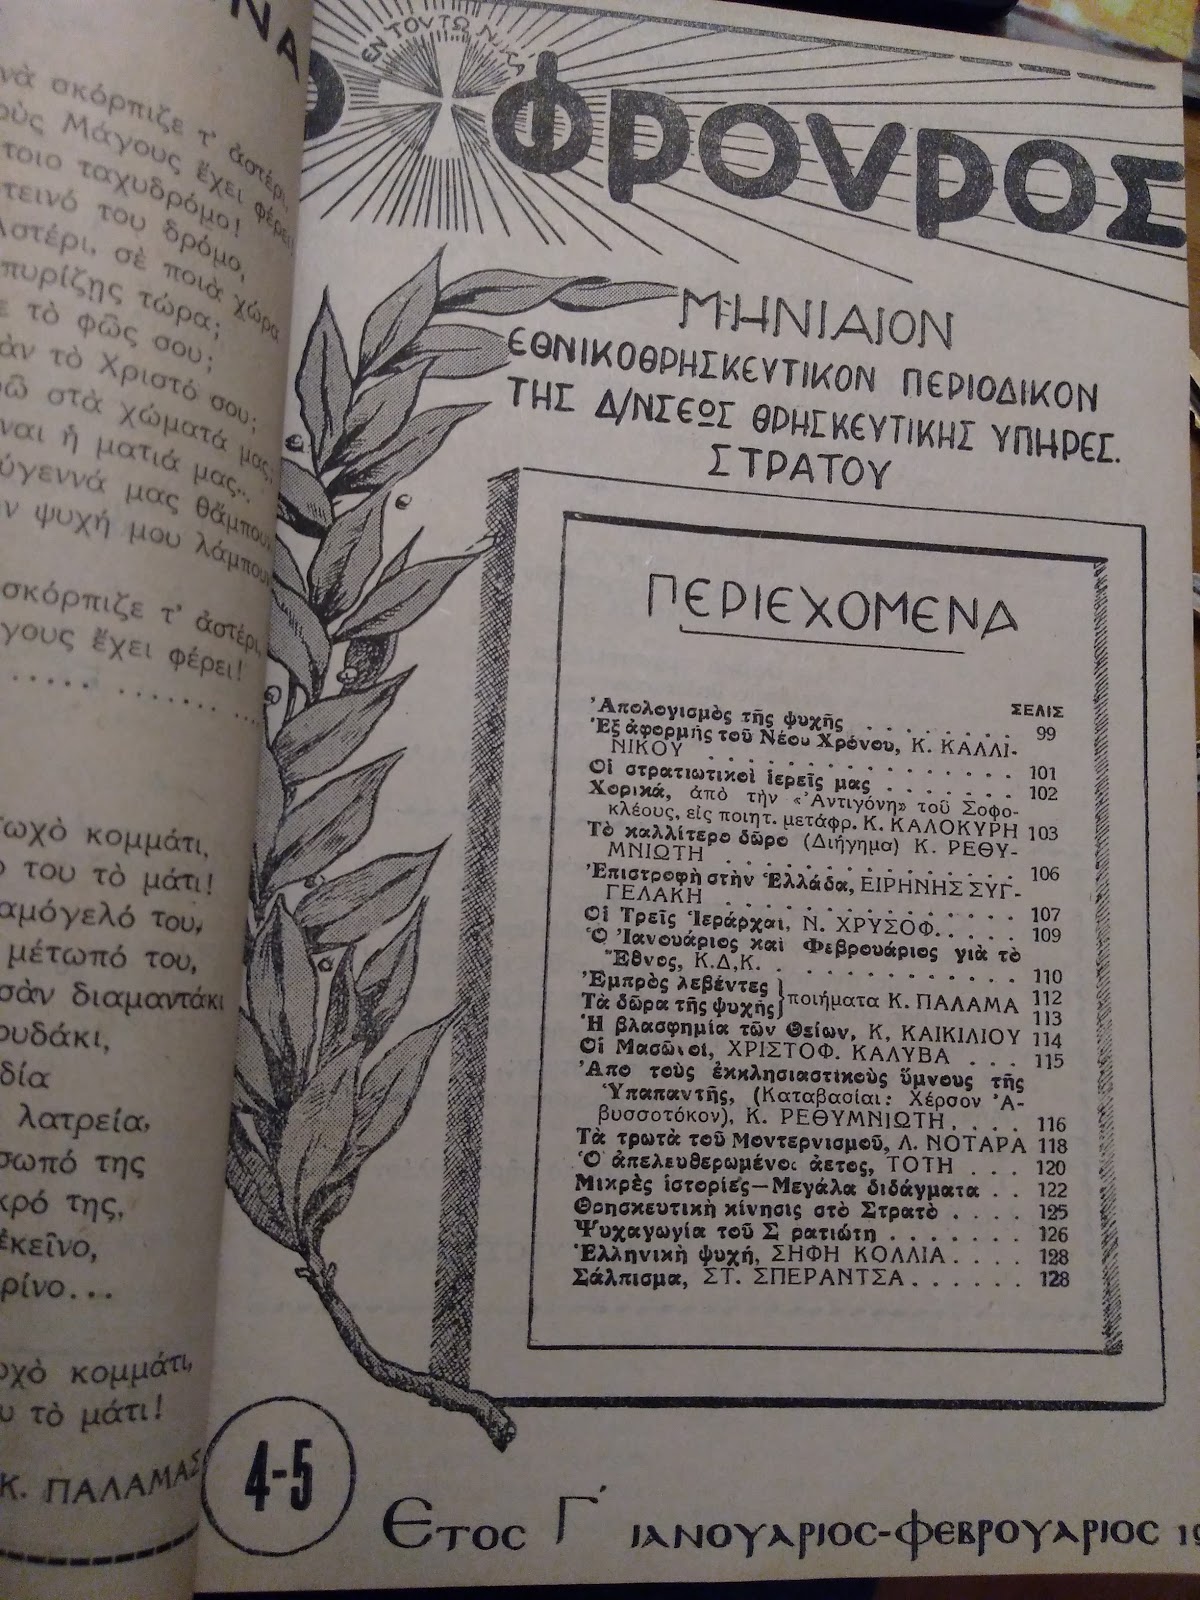 νὰ σκόρπιζε τ' ἀστέρι,
Μάγους ἔχει φέρει!
ταχυδρόμο!
του δρόμο,
σὲ ποιὰ χώρα
τώρα;
τὸ φῶς σου;
τὸ Χριστό σου;
στὰ χώματά μας;
ἡ ματιά μας..
μας θἄμπουν
ψυχή μου λάμπουν
σκόρπιζε τ' ἀστέρι,
ἔχει φέρει!
κομμάτι,
του τὸ μάτι!
του,
μέτωπό του,
σὰν διαμαντάκι
λατρεία,
της
της,
κομμάτι,
τὸ μάτι!
Κ. ΠΑΛΑΜΑΣ
ΕΝ ΤΟΥΤΩ ΝΙΚΑ
Ο ΦΡΟΥΡΟΣ
ΜΗΝΙΑΙΟΝ
ΕΘΝΙΚΟΘΡΗΣΚΕΥΤΙΚΟΝ ΠΕΡΙΟΔΙΚΟΝ
ΤΗΣ Δ/ΝΣΕΩΣ ΘΡΗΣΚΕΥΤΙΚΗΣ ΥΠΗΡΕΣ.
ΣΤΡΑΤΟΥ
ΠΕΡΙΕΧΟΜΕΝΑ
ΣΕΛΙΣ
Ἀπολογισμὸς τῆς ψυχῆς . . . . . . . . 99
Ἐξ ἀφορμῆς τοῦ Νέου Χρόνου, Κ. ΚΑΛΛΙ-
ΝΙΚΟΥ . . . . . . . . . . . . . . 101
Οἱ στρατιωτικοὶ ἱερεῖς μας . . . . . . . 102
Χορικά, ἀπὸ τὴν «Ἀντιγόνη» τοῦ Σοφο-
κλέους, εἰς ποιητ. μετάφρ. Κ. ΚΑΛΟΚΥΡΗ 103
Τὸ καλλίτερο δῶρο (Διήγημα) Κ. ΡΕΘΥ-
ΜΝΙΩΤΗ . . . . . . . . . . . . . 106
Ἐπιστροφὴ στὴν Ἑλλάδα, ΕΙΡΗΝΗΣ ΣΥΓ-
ΓΕΛΑΚΗ . . . . . . . . . . . . . 107
Οἱ Τρεῖς Ἱεράρχαι, Ν. ΧΡΥΣΟΦ. . . . . 109
Ὁ Ἰανουάριος καὶ Φεβρουάριος γιὰ τὸ
Ἔθνος, Κ.Δ,Κ. . . . . . . . . . . . 110
Ἐμπρὸς λεβέντες 112
Τὰ δῶρα τῆς ψυχῆς} ποιήματα Κ. ΠΑΛΑΜΑ 113
Ἡ βλασφημία τῶν Θείων, Κ, ΚΑΙΚΙΛΙΟΥ 114
Οἱ Μασῶνοι, ΧΡΙΣΤΟΦ. ΚΑΛΥΒΑ . . . 115
Ἀπο τοὺς ἐκκλησιαστικοὺς ὕμνους τῆς
Ὑπαπαντῆς, (Καταβασίαι: Χέρσον Ἀ-
βυσσοτόκον), Κ. ΡΕΘΥΜΝΙΩΤΗ. . . . 116
Τὰ τρωτὰ τοῦ Μοντερνισμοῦ, Λ. ΝΟΤΑΡΑ 118
Ὁ ἀπελευθερωμένος ἀετος, ΤΟΤΗ . . . 120
Μικρὲς ἱστορίες—Μεγάλα διδάγματα . . 122
Θρησκευτικὴ κίνησις στὸ Στρατὸ . . . . 125
Ψυχαγωγία τοῦ Σ ρατιώτη . . . . . . . 126
Ἑλληνικὴ ψυχή, ΣΗΦΗ ΚΟΛΛΙΑ . . . . 128
Σάλπισμα, ΣΤ. ΣΠΕΡΑΝΤΣΑ . . . . . . 128
4-5
ΕΤΟΣ Γ΄ ΙΑΝΟΥΑΡΙΟΣ-ΦΕΒΡΟΥΑΡΙΟΣ 19